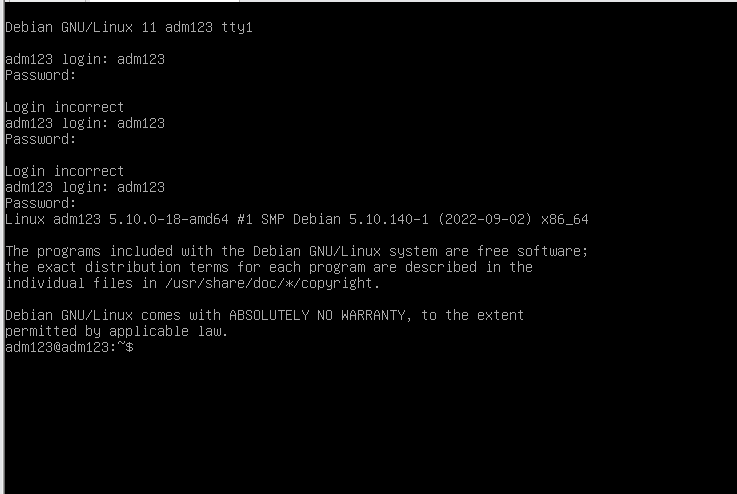 Debian GNU/Linux 11 adm123 tty1
adm123 login: adm123
Password:
Login incorrect
adm123 login: adm123
Password:
Login incorrect
adm123 login: adm123
Password:
Linux adm123 5.10.0-18-amd64 #1 SMP Debian 5.10.140-1 (2022-09-02) x86_64
The programs included with the Debian GNU/Linux system are free software;
the exact distribution terms for each program are described in the
individual files in /usr/share/doc/*/copyright.
Debian GNU/Linux comes with ABSOLUTELY NO WARRANTY, to the extent
permitted by applicable law.
adm123@adm123:~$